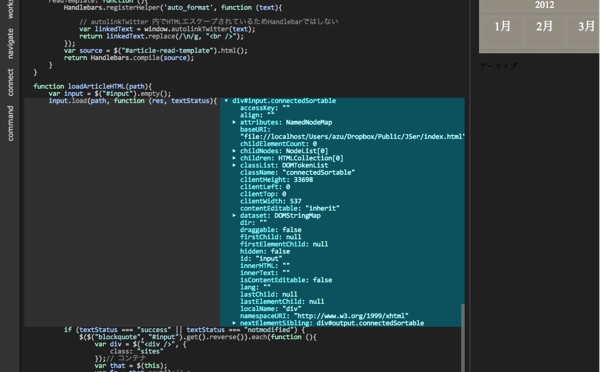 readTemplate: function (){
Handlebars.registerHelper('auto_format', function (text){
// autolinkTwitter 内でHTMLエスケープされているためHandlebarではしない
var linkedText = window.autolinkTwitter(text);
return linkedText.replace(/\n/g, "<br />");
});
var source = $("#article-read-template").html();
return Handlebars.compile(source);
}
}
function loadArticleHTML(path){
var input = $("#input").empty();
input.load(path, function (res, textStatus){
▼ div#input.connectedSortable
accessKey: ""
align: ""
▶ attributes: NamedNodeMap
baseURI:
"file://localhost/Users/azu/Dropbox/Public/JSer/index.html"
childElementCount: 0
▶ childNodes: NodeList[0]
▶ children: HTMLCollection[0]
▶ classList: DOMTokenList
className: "connectedSortable"
clientHeight: 33698
clientLeft: 0
clientTop: 0
clientWidth: 537
contentEditable: "inherit"
▶ dataset: DOMStringMap
dir: ""
draggable: false
firstChild: null
firstElementChild: null
hidden: false
id: "input"
innerHTML: ""
innerText: ""
isContentEditable: false
lang: ""
lastChild: null
lastElementChild: null
localName: "div"
namespaceURI: "http://www.w3.org/1999/xhtml"
▶ nextElementSibling: div#output.connectedSortable
if (textStatus === "success" || textStatus === "notmodified") {
$($("blockquote", "#input").get().reverse()).each(function (){
var div = $("<div />", {
class: "sites"
});// コンテナ
var that = $(this);
navigate
connect
command
2012
1月 2月 3月
アーカイブ